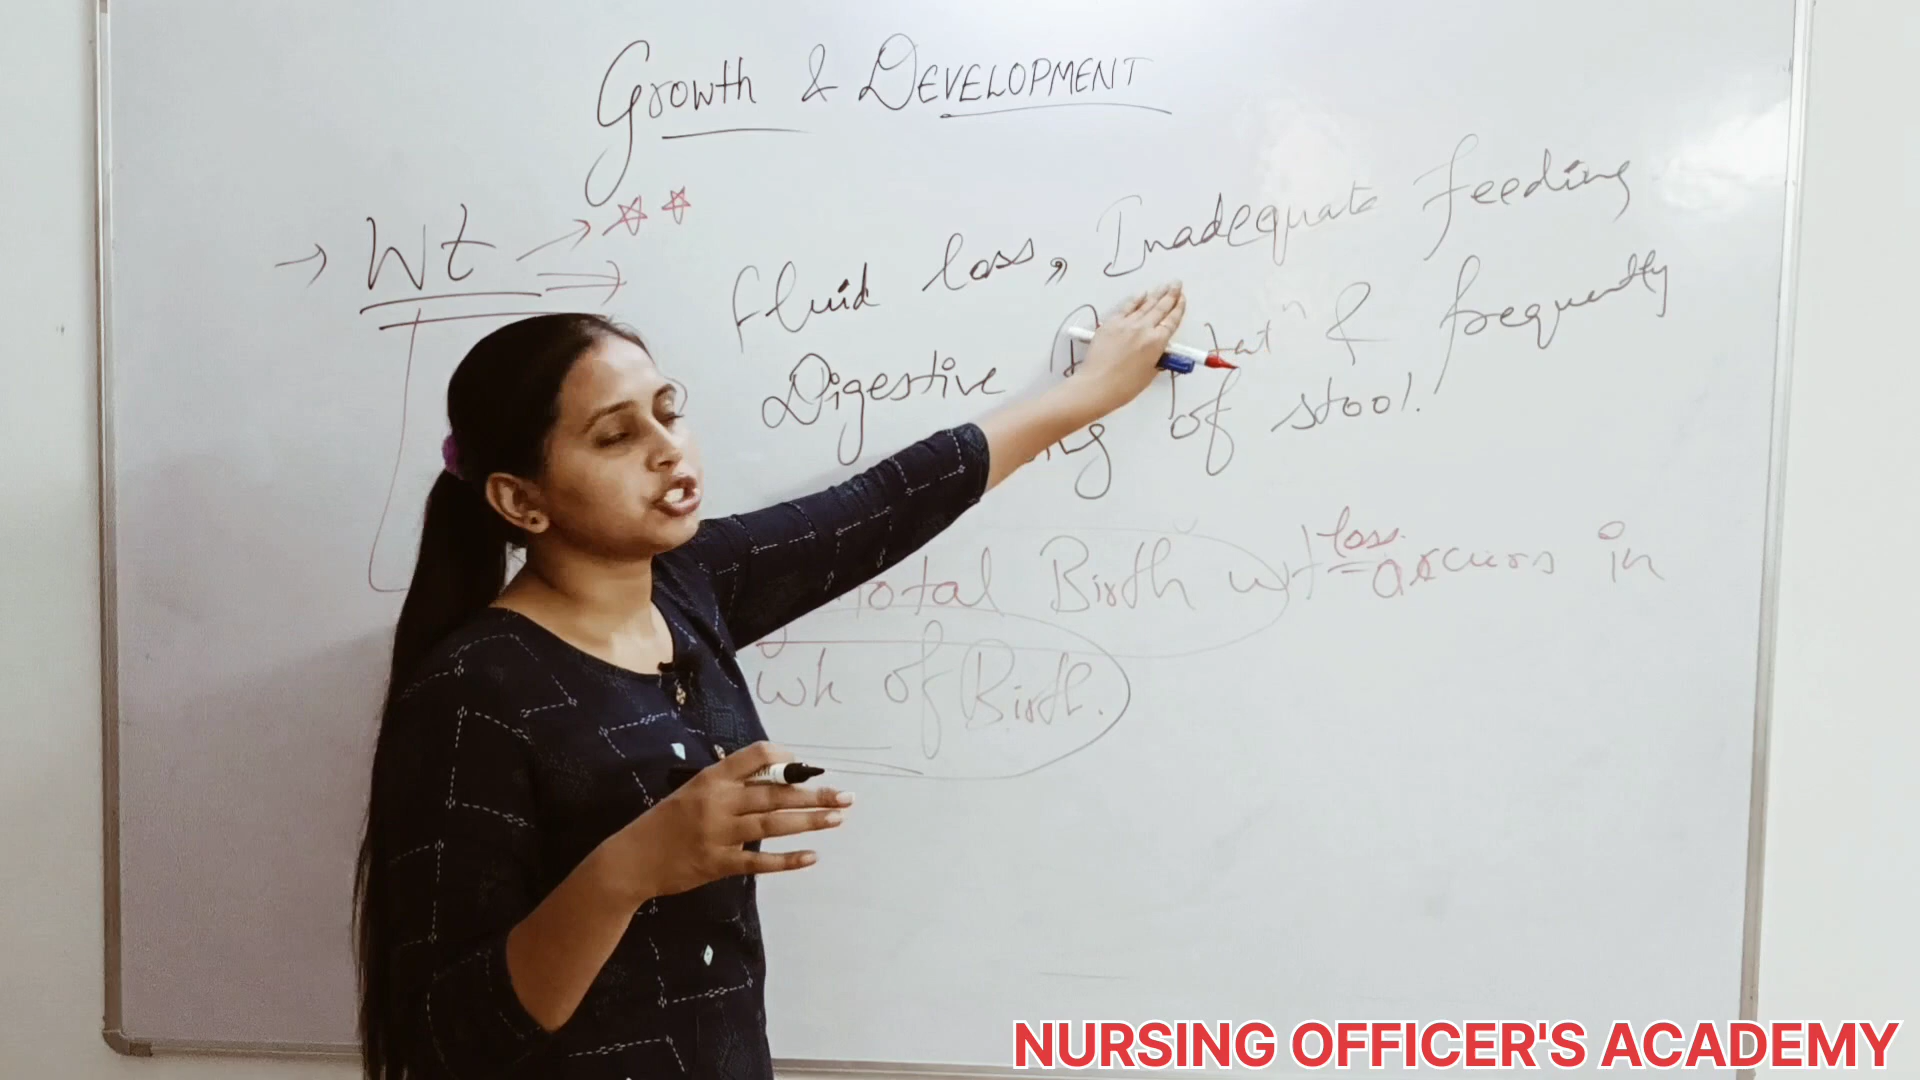 Growth & DEVELOPMENT
→ Wt →
fluid loss, Inadequate feeding
Digestive & frequently
of stool.
total Birth wt loss occurs in
wk of Birth.
NURSING OFFICER'S ACADEMY